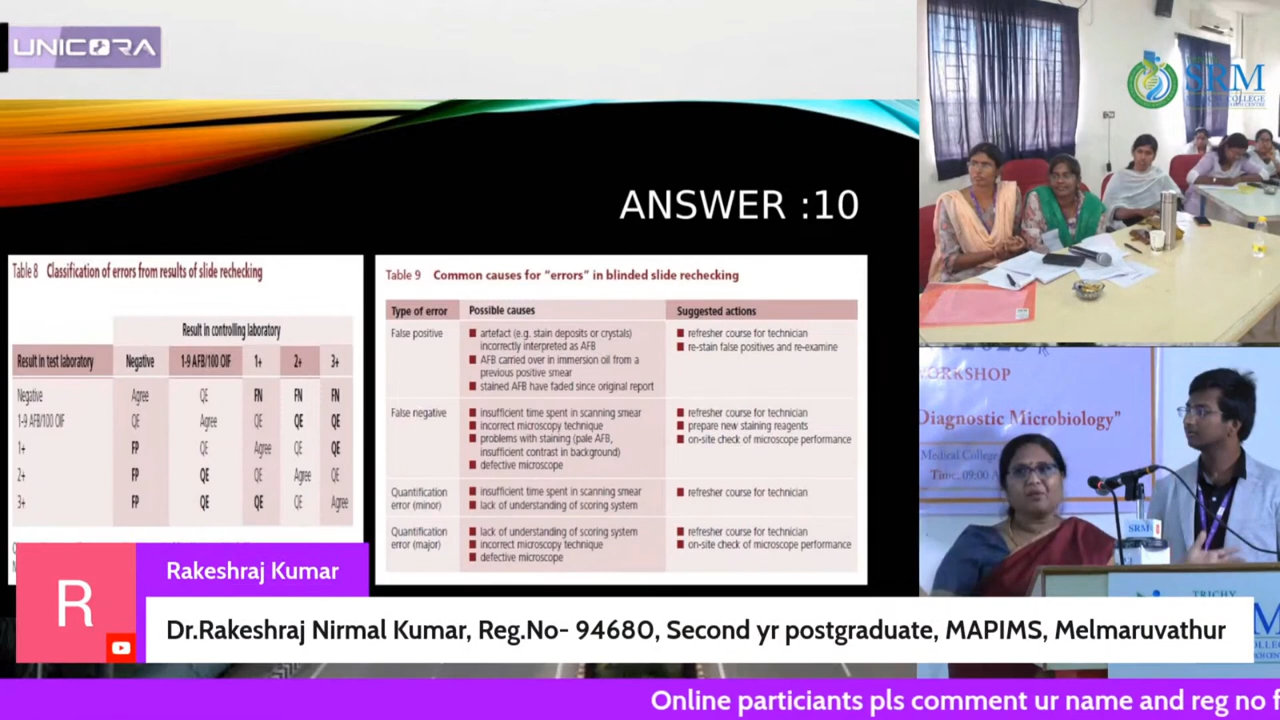 UNICORA
SRM
ANSWER :10
Table 8 Classification of errors from results of slide rechecking
Result in controlling laboratory
Result in test laboratory Negative 1-9 AFB/100 OIF 1+ 2+ 3+
Negative Agree QE FN FN FN
1-9 AFB/100 OIF QE Agree QE QE QE
1+ FP QE Agree QE QE
2+ FP QE QE Agree QE
3+ FP QE QE QE Agree
Table 9 Common causes for "errors" in blinded slide rechecking
Type of error Possible causes Suggested actions
False positive
artefact (e.g. stain deposits or crystals)
incorrectly interpreted as AFB
AFB carried over in immersion oil from a
previous positive smear
stained AFB have faded since original report
refresher course for technician
re-stain false positives and re-examine
False negative
insufficient time spent in scanning smear
incorrect microscopy technique
problems with staining (pale AFB,
insufficient contrast in background)
defective microscope
refresher course for technician
prepare new staining reagents
on-site check of microscope performance
Quantification
error (minor)
insufficient time spent in scanning smear
lack of understanding of scoring system
refresher course for technician
Quantification
error (major)
lack of understanding of scoring system
incorrect microscopy technique
defective microscope
refresher course for technician
on-site check of microscope performance
WORKSHOP
Diagnostic Microbiology"
Medical College
Time. 09:00 A
SRM
TRICHY
R
Rakeshraj Kumar
Dr.Rakeshraj Nirmal Kumar, Reg.No- 94680, Second yr postgraduate, MAPIMS, Melmaruvathur
Online particiants pls comment ur name and reg no f